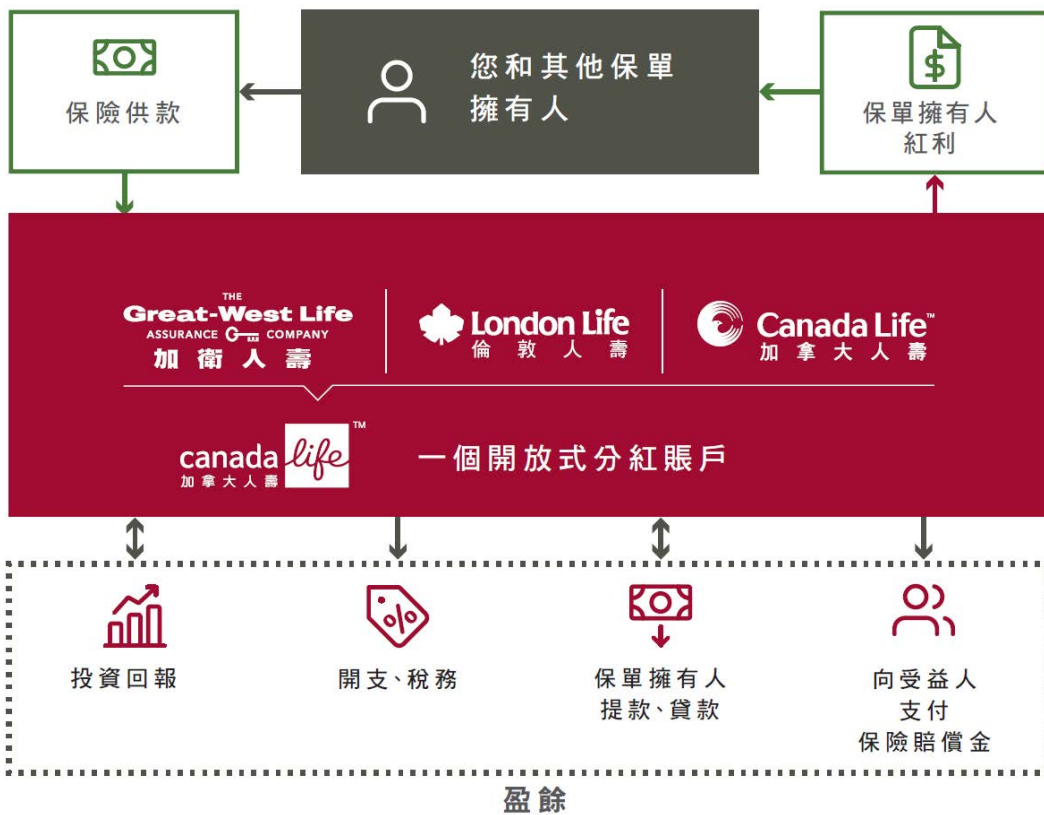 保險供款
您和其他保單
擁有人
$
保單擁有人
紅利
THE
Great-West Life
ASSURANCE COMPANY
加衛人壽
London Life
倫敦人壽
Canada Life™
加拿大人壽
canada life™
加拿大人壽
一個開放式分紅賬戶
%
投資回報
開支、稅務
保單擁有人
提款、貸款
向受益人
支付
保險賠償金
盈餘